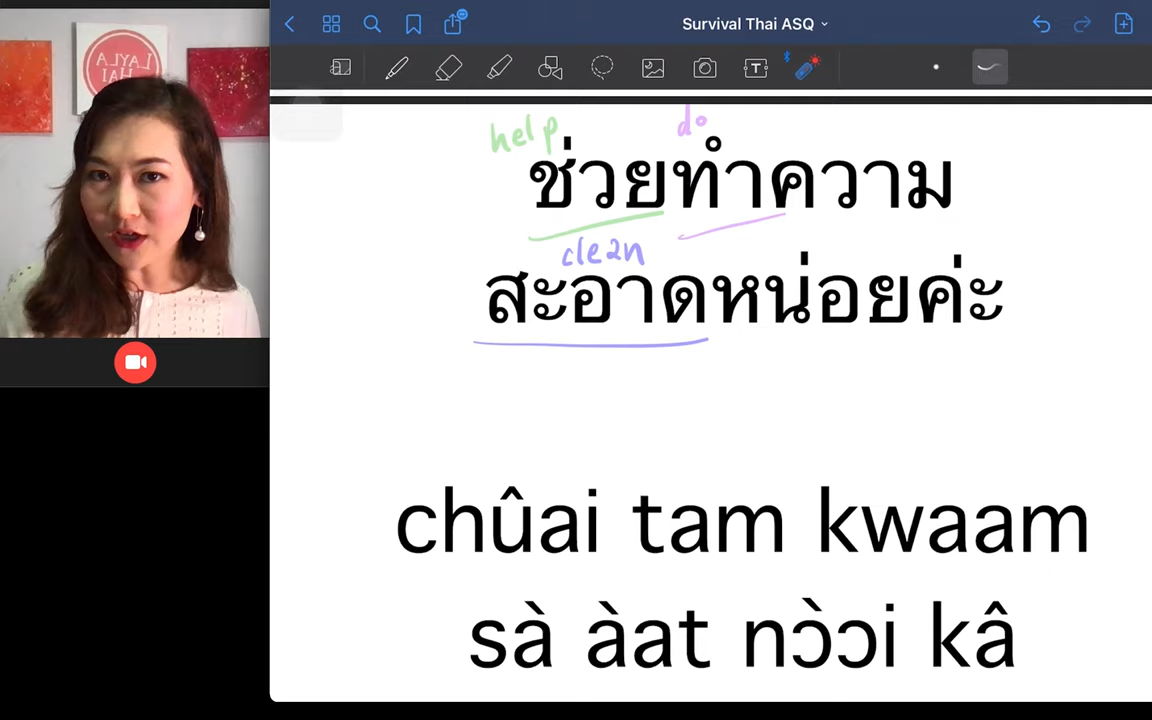 Survival Thai ASQ
LAYLA
T
help
do
ช่วยทำความ
clean
สะอาดหน่อยค่ะ
chûai tam kwaam
sà àat nɔ̀ɔi kâ